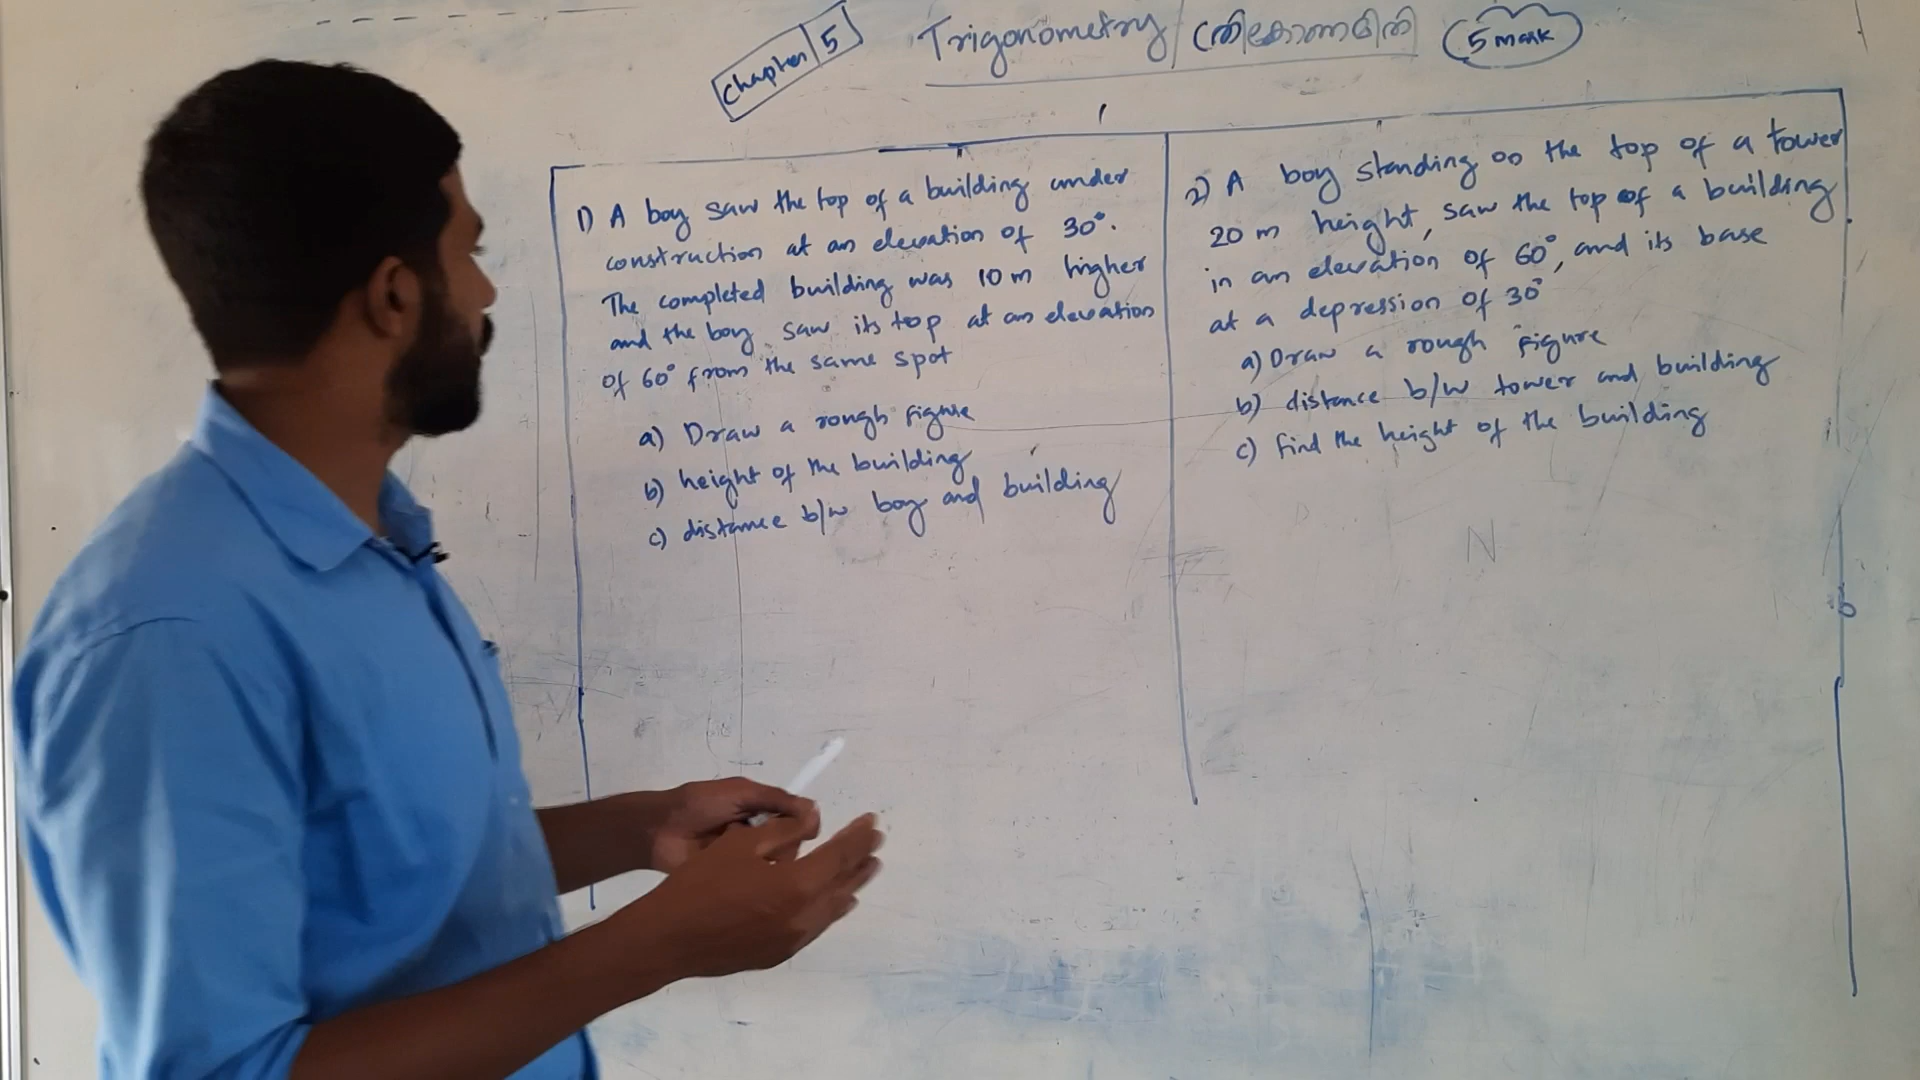 Chapter 5
Trigonometry / ത്രികോണമിതി
5 mark
1) A boy saw the top of a building under
construction at an elevation of 30°.
The completed building was 10 m higher
and the boy saw its top at an elevation
of 60° from the same spot
a) Draw a rough figure
b) height of the building
c) distance b/w boy and building
2) A boy standing on the top of a tower
20 m height, saw the top of a building
in an elevation of 60°, and its base
at a depression of 30°
a) Draw a rough figure
b) distance b/w tower and building
c) find the height of the building
N